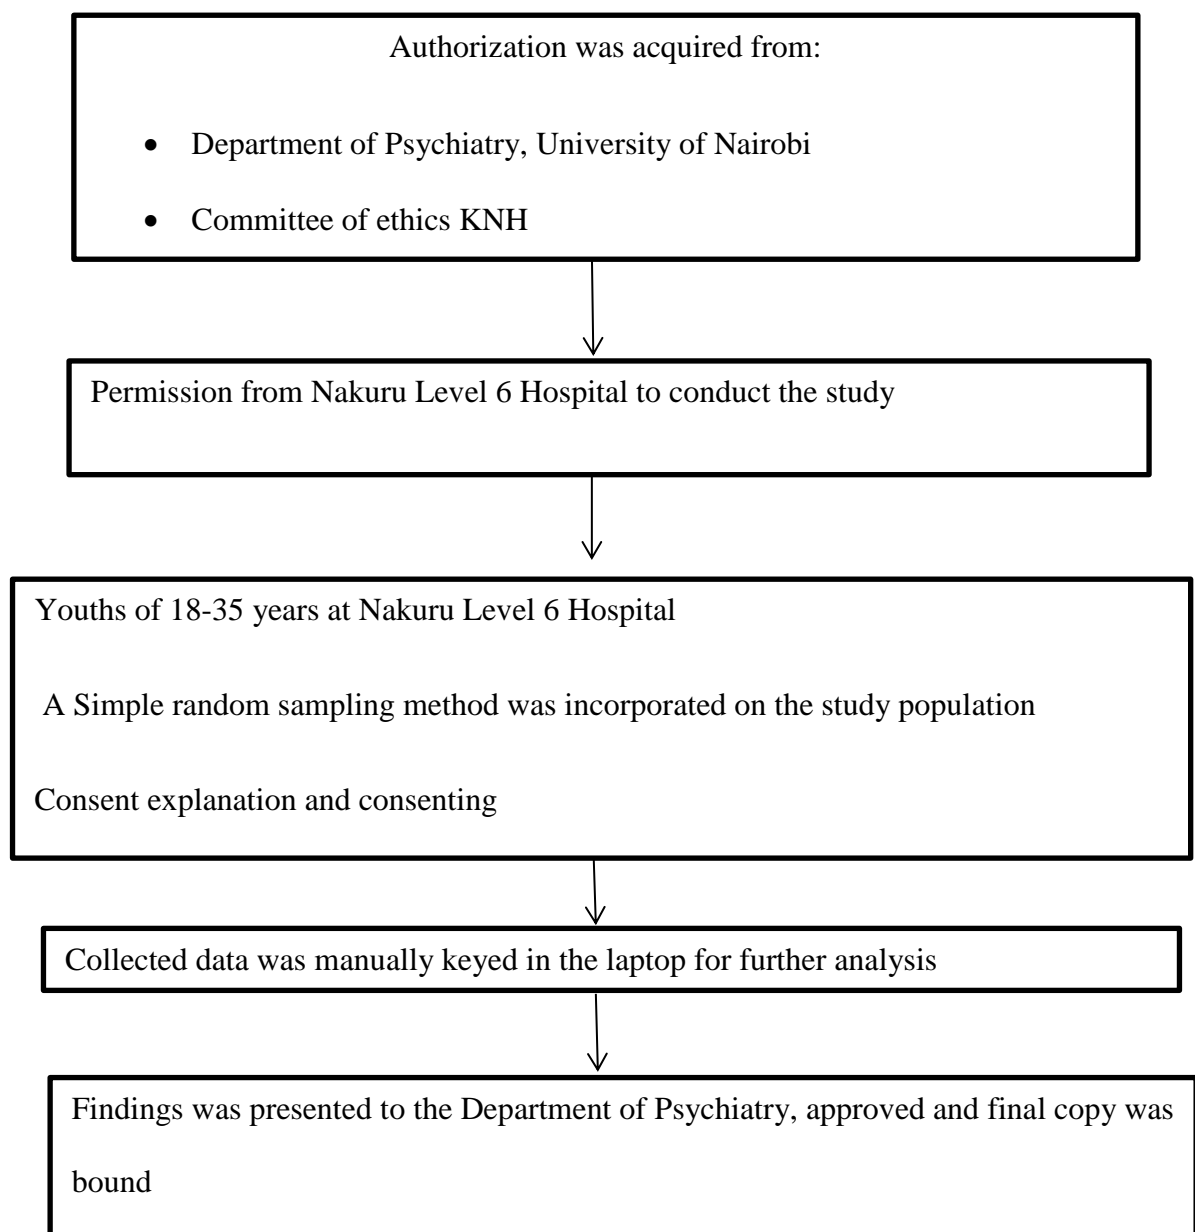 Authorization was acquired from:
• Department of Psychiatry, University of Nairobi
• Committee of ethics KNH
Permission from Nakuru Level 6 Hospital to conduct the study
Youths of 18-35 years at Nakuru Level 6 Hospital
A Simple random sampling method was incorporated on the study population
Consent explanation and consenting
Collected data was manually keyed in the laptop for further analysis
Findings was presented to the Department of Psychiatry, approved and final copy was
bound